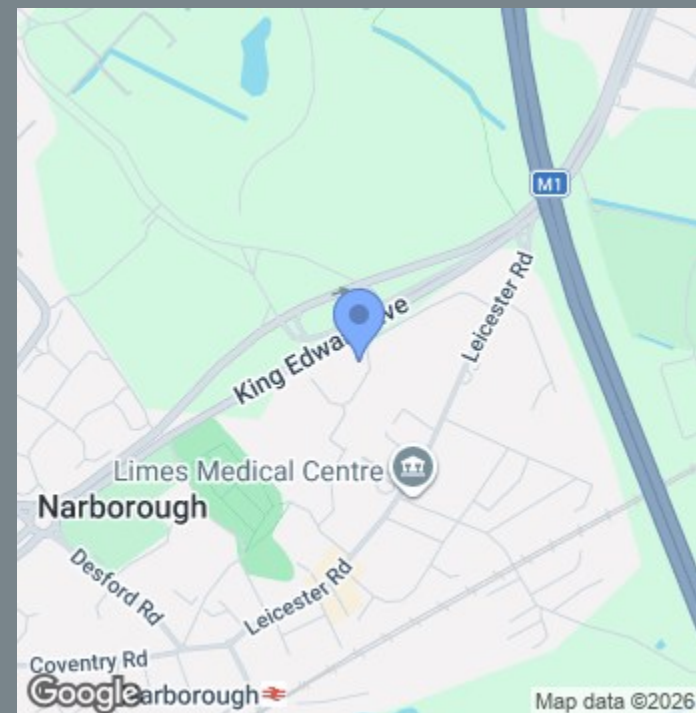 M1
Leicester Rd
King Edwa
ve
Limes Medical Centre
Narborough
Desford Rd
Leicester Rd
Coventry Rd
Google
arborough
Map data ©2026